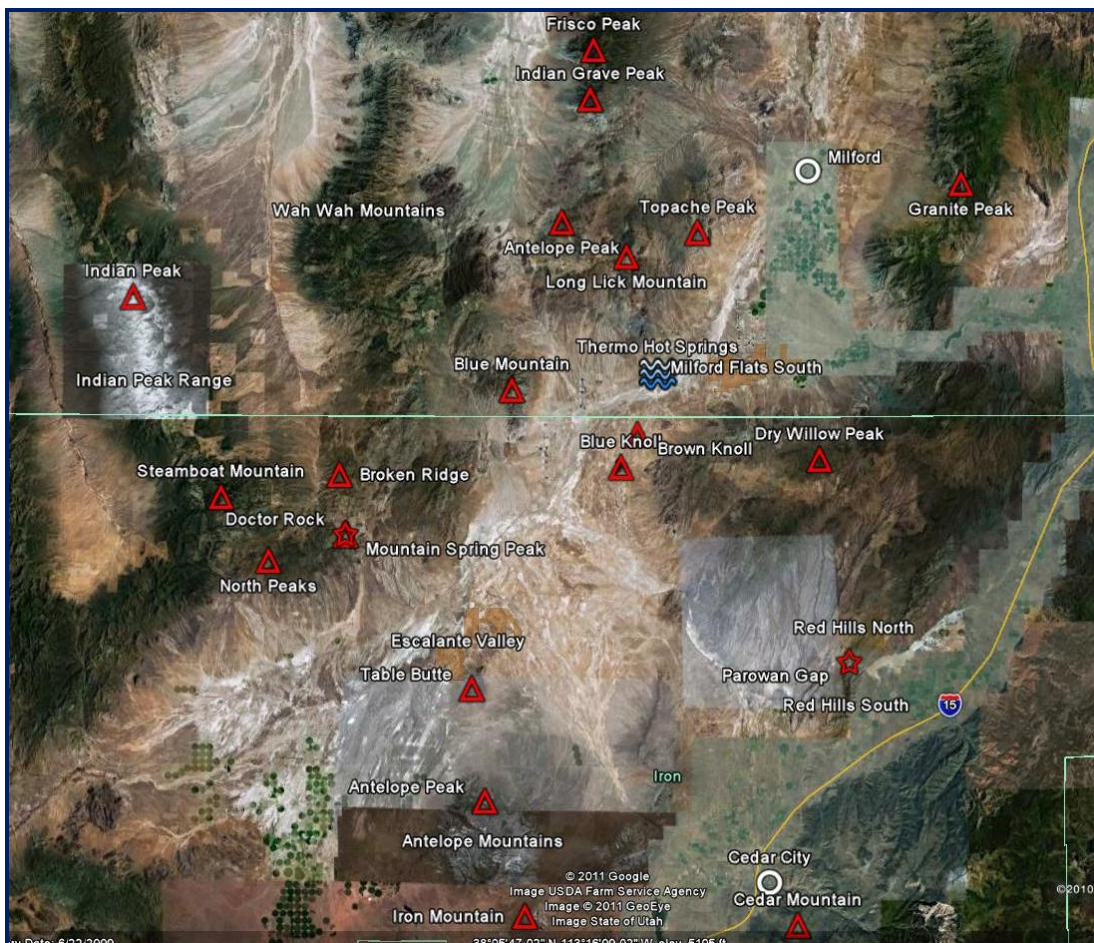 Frisco Peak
Indian Grave Peak
Milford
Granite Peak
Wah Wah Mountains
Topache Peak
Antelope Peak
Long Lick Mountain
Indian Peak
Thermo Hot Springs
Blue Mountain
Milford Flats South
Indian Peak Range
Blue Knoll
Brown Knoll
Dry Willow Peak
Steamboat Mountain
Broken Ridge
Doctor Rock
Mountain Spring Peak
North Peaks
Escalante Valley
Red Hills North
Table Butte
Parowan Gap
Red Hills South
15
Iron
Antelope Peak
Antelope Mountains
Cedar City
© 2011 Google
Image USDA Farm Service Agency
Image © 2011 GeoEye
Image State of Utah
©2010
Cedar Mountain
Iron Mountain